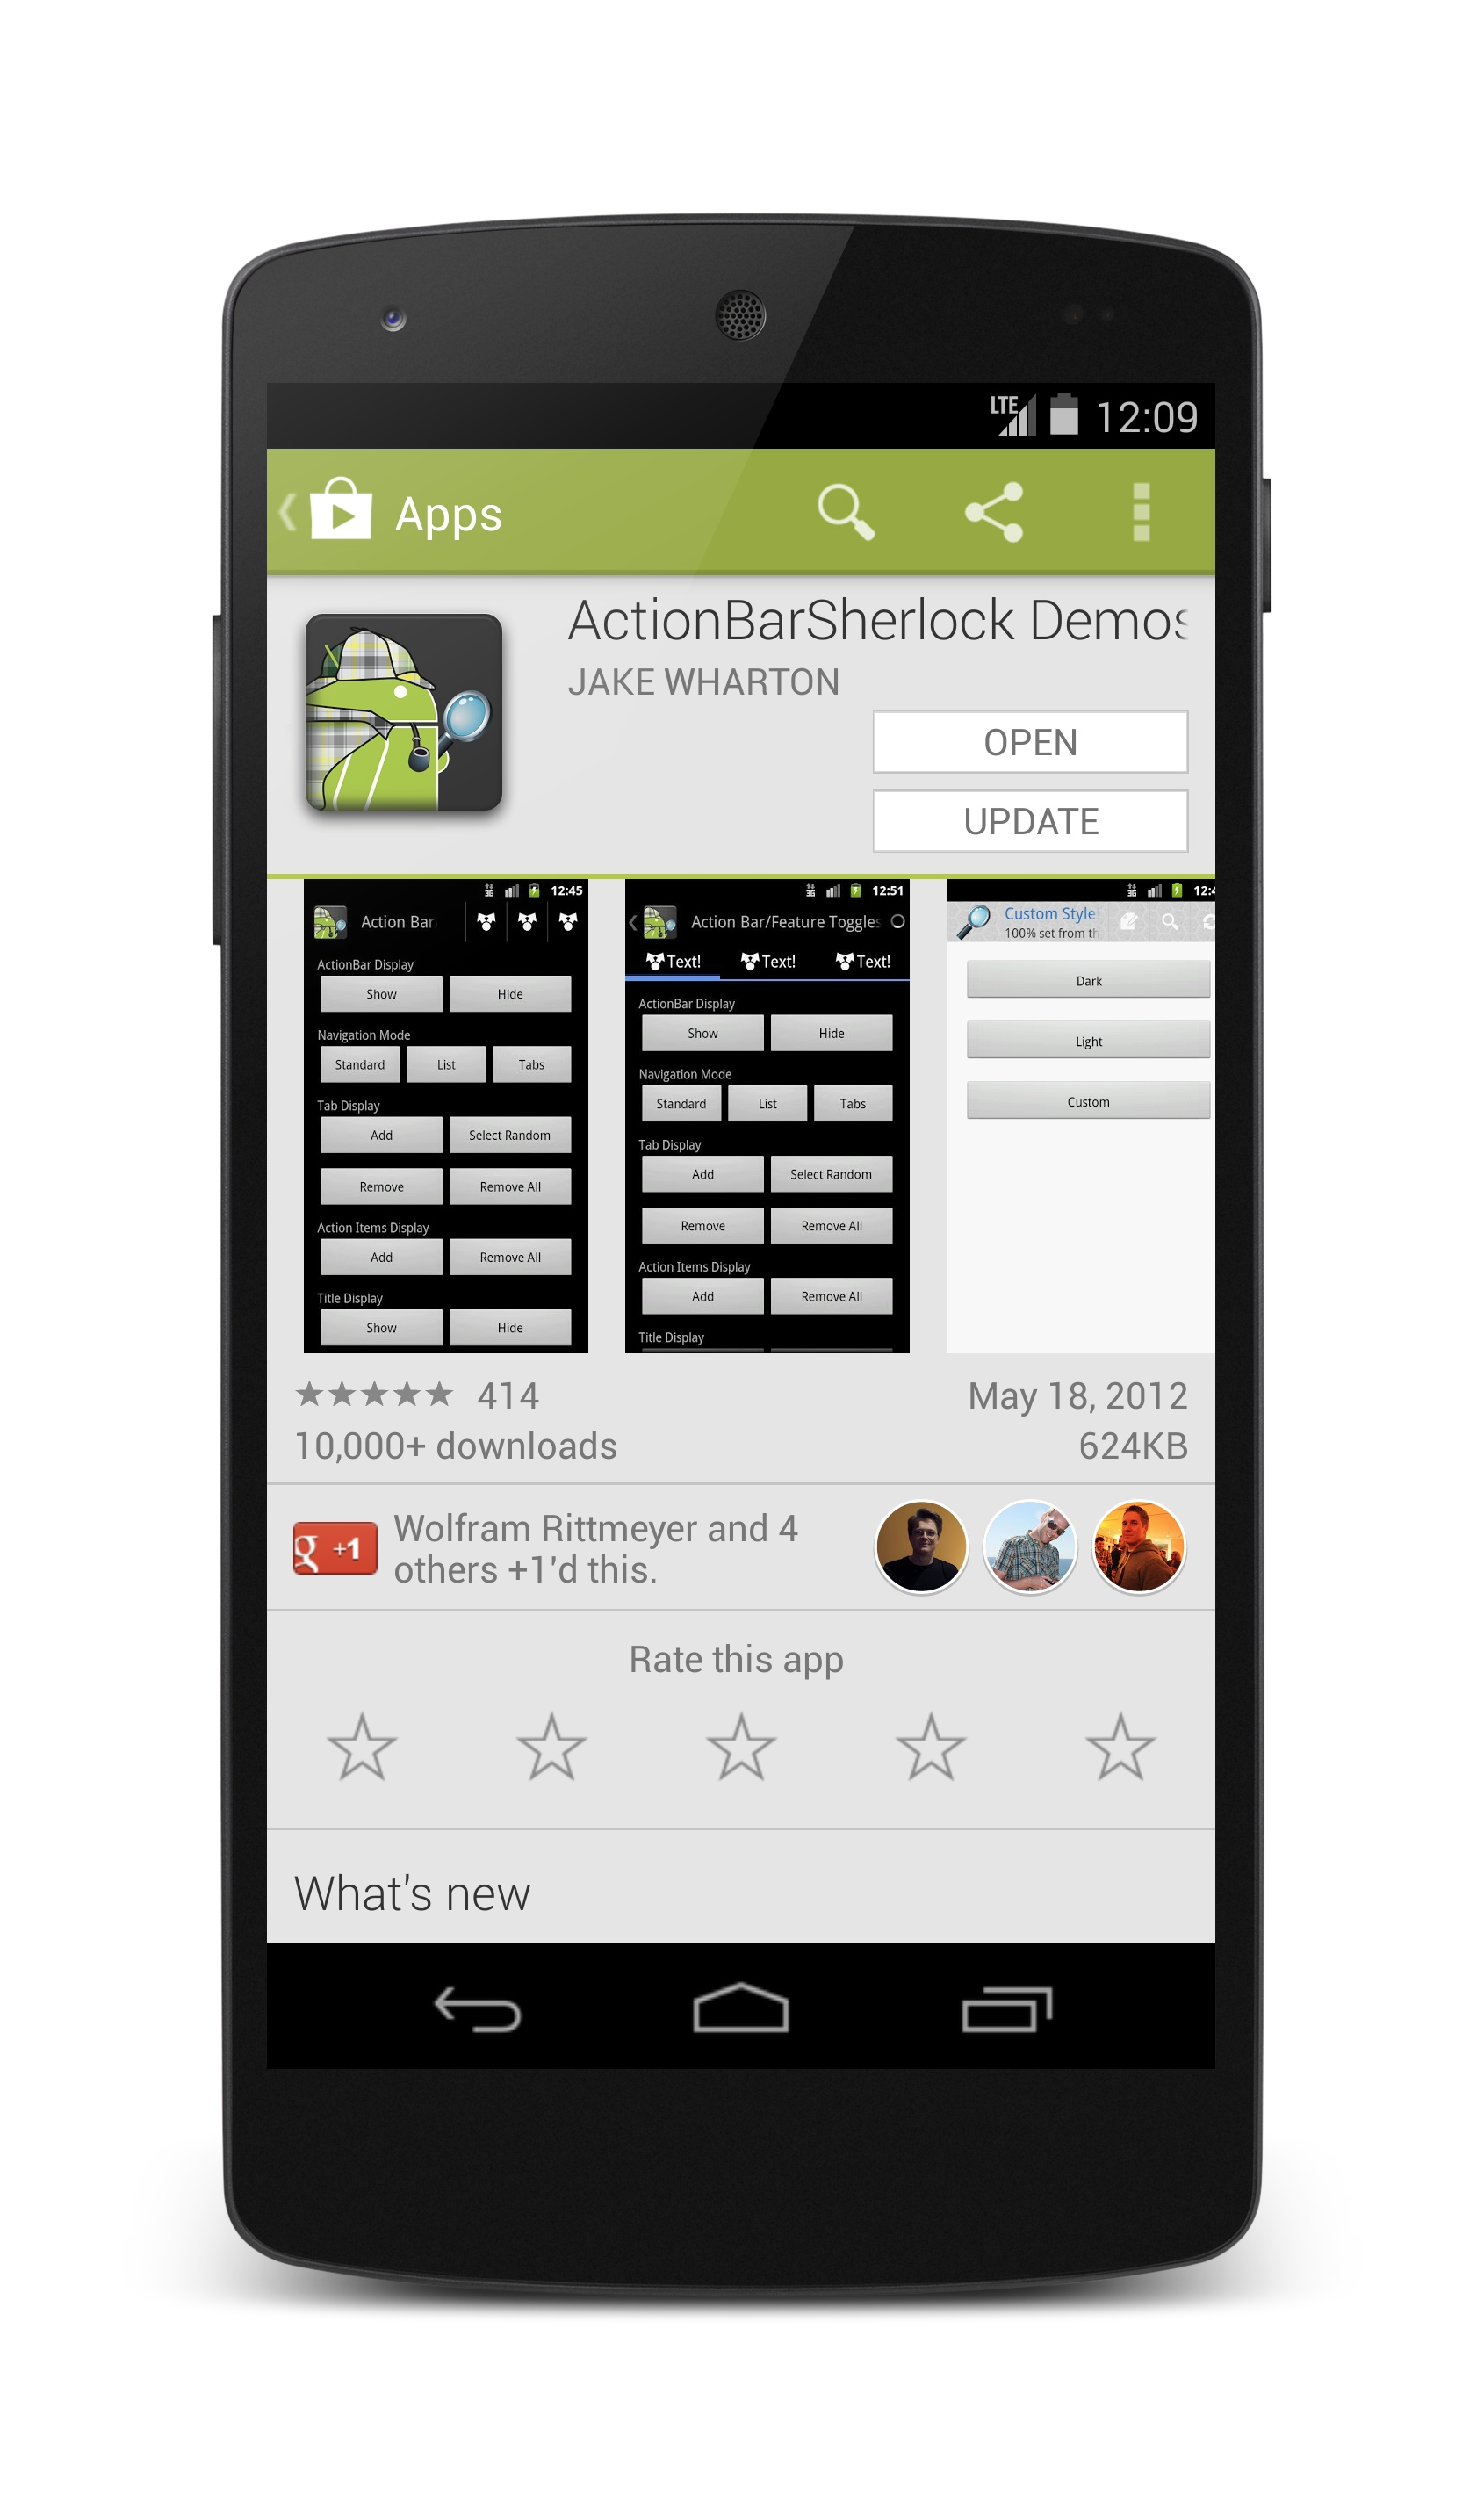 LTE 12:09
Apps
ActionBarSherlock Demos
JAKE WHARTON
OPEN
UPDATE
3G 12:45
Action Bar
ActionBar Display
Show Hide
Navigation Mode
Standard List Tabs
Tab Display
Add Select Random
Remove Remove All
Action Items Display
Add Remove All
Title Display
Show Hide
3G 12:51
Action Bar/Feature Toggles
Text! Text! Text!
ActionBar Display
Show Hide
Navigation Mode
Standard List Tabs
Tab Display
Add Select Random
Remove Remove All
Action Items Display
Add Remove All
Title Display
3G 12:4
Custom Style
100% set from th
Dark
Light
Custom
414 May 18, 2012
10,000+ downloads 624KB
g +1 Wolfram Rittmeyer and 4
others +1'd this.
Rate this app
What's new